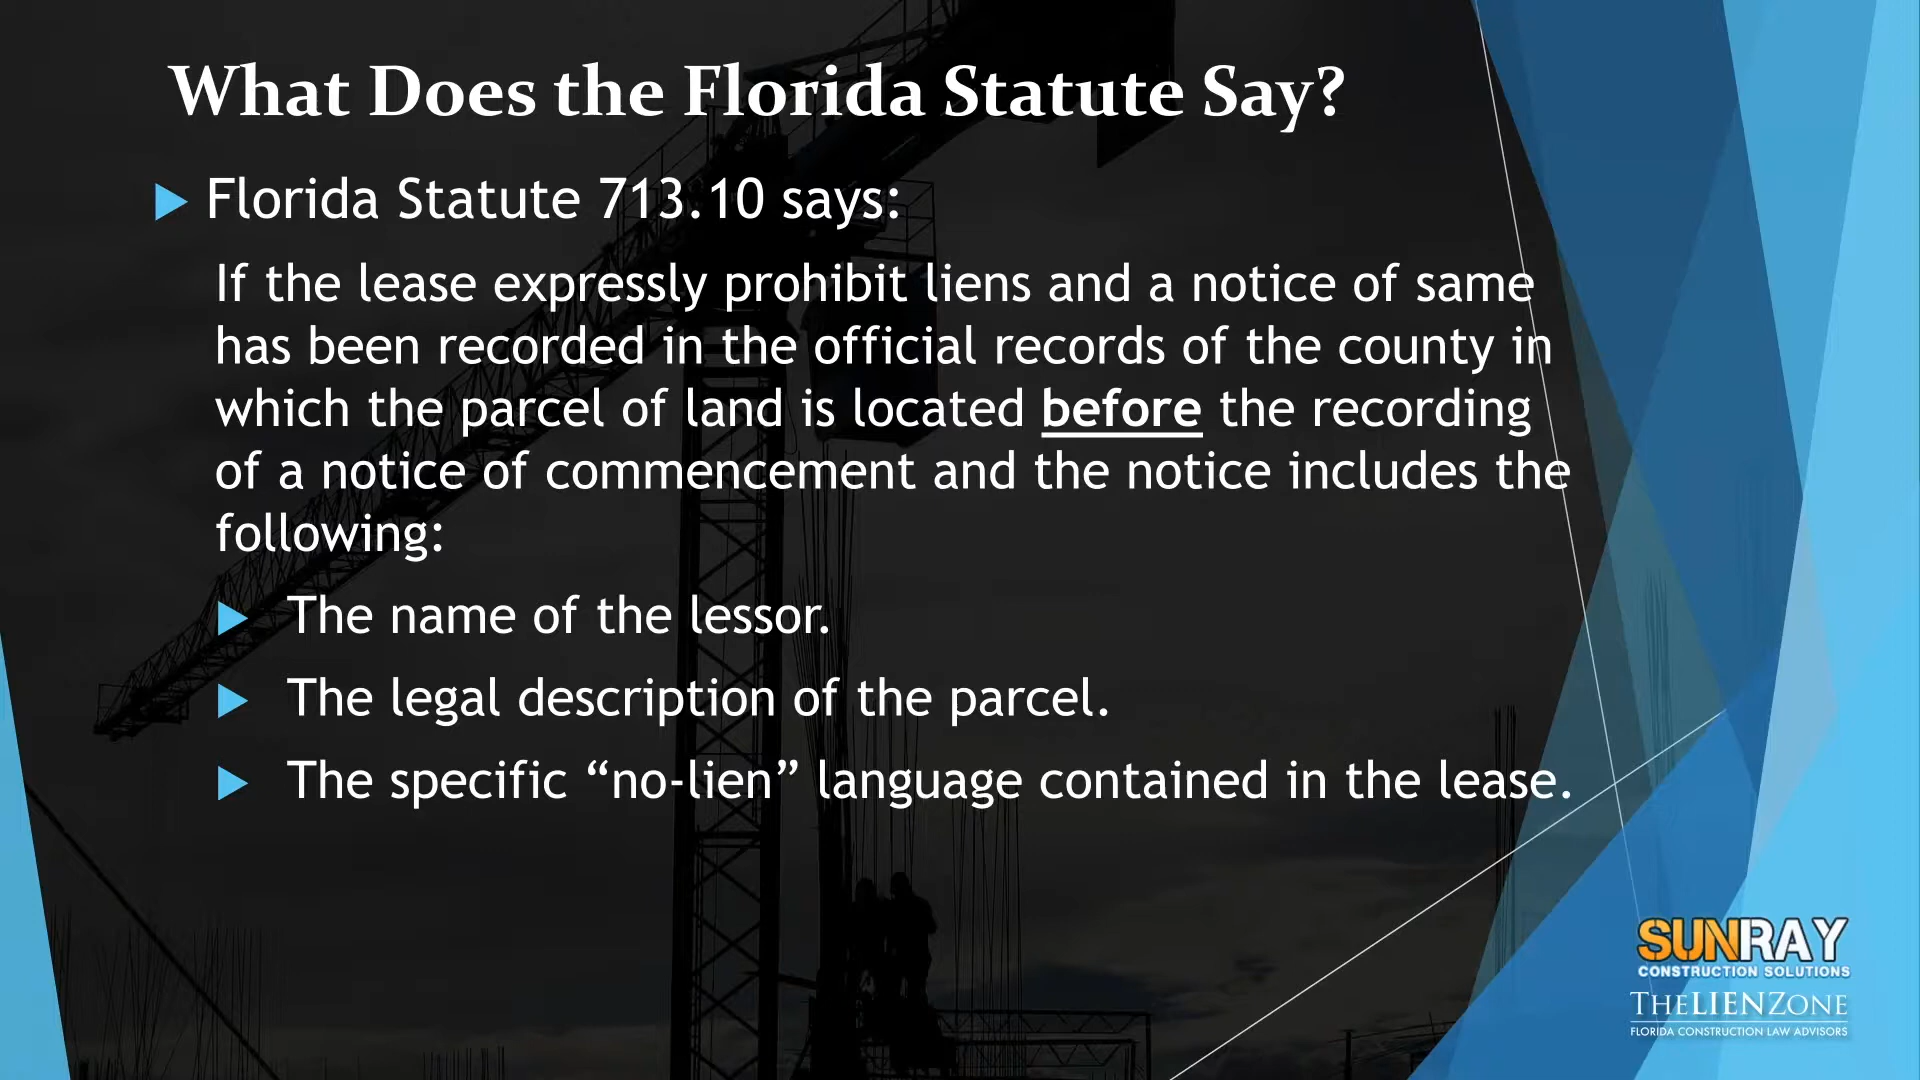 What Does the Florida Statute Say?
Florida Statute 713.10 says:
If the lease expressly prohibit liens and a notice of same
has been recorded in the official records of the county in
which the parcel of land is located before the recording
of a notice of commencement and the notice includes the
following:
The name of the lessor.
The legal description of the parcel.
The specific “no-lien” language contained in the lease.
SUNRAY
CONSTRUCTION SOLUTIONS
THELIENZONE
FLORIDA CONSTRUCTION LAW ADVISORS